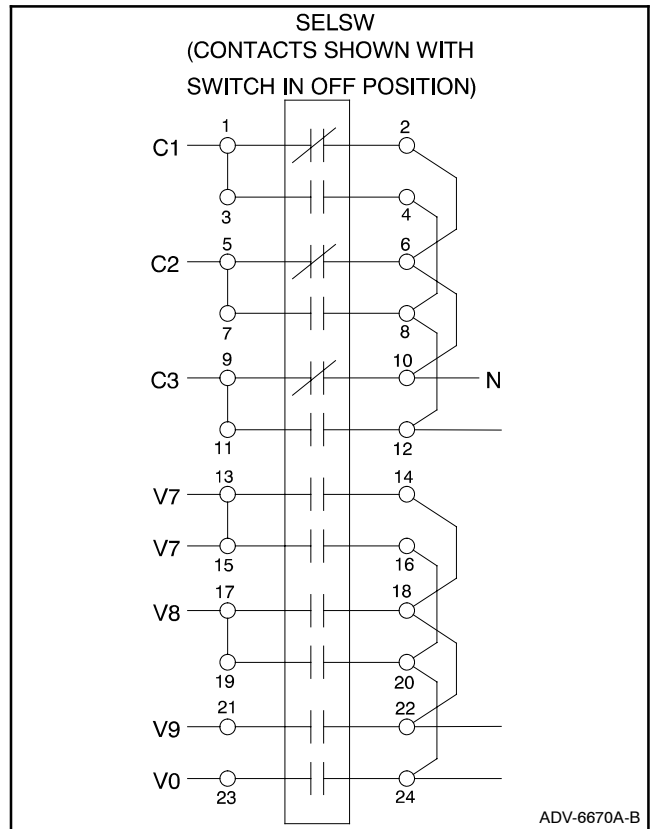 SELSW
(CONTACTS SHOWN WITH
SWITCH IN OFF POSITION)
C1 1 2
3 4
C2 5 6
7 8
C3 9 10 N
11 12
V7 13 14
V7 15 16
V8 17 18
19 20
V9 21 22
V0 23 24
ADV-6670A-B